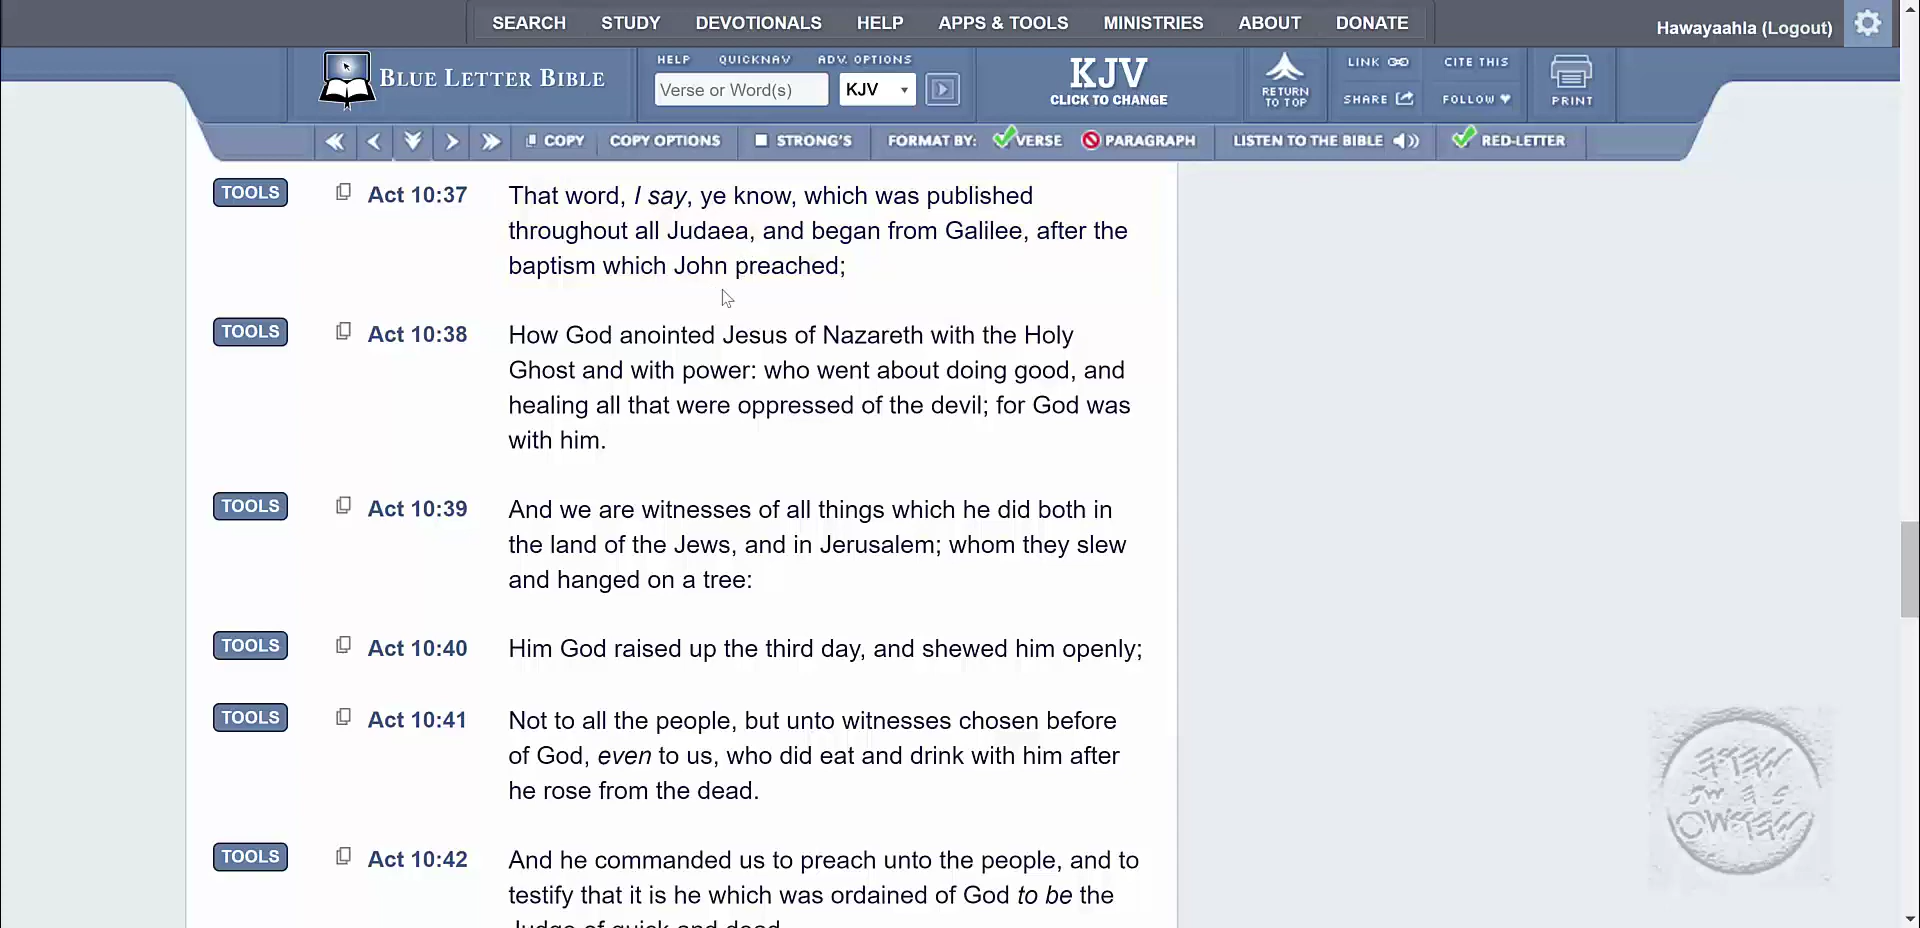 SEARCH STUDY DEVOTIONALS HELP APPS & TOOLS MINISTRIES ABOUT DONATE
Hawayaahla (Logout)
BLUE LETTER BIBLE
HELP QUICKNAV ADV. OPTIONS
Verse or Word(s) KJV
KJV
CLICK TO CHANGE
RETURN
TO TOP
LINK CITE THIS
SHARE FOLLOW
PRINT
COPY COPY OPTIONS STRONG'S FORMAT BY: VERSE PARAGRAPH LISTEN TO THE BIBLE RED-LETTER
TOOLS Act 10:37 That word, I say, ye know, which was published
throughout all Judaea, and began from Galilee, after the
baptism which John preached;
TOOLS Act 10:38 How God anointed Jesus of Nazareth with the Holy
Ghost and with power: who went about doing good, and
healing all that were oppressed of the devil; for God was
with him.
TOOLS Act 10:39 And we are witnesses of all things which he did both in
the land of the Jews, and in Jerusalem; whom they slew
and hanged on a tree:
TOOLS Act 10:40 Him God raised up the third day, and shewed him openly;
TOOLS Act 10:41 Not to all the people, but unto witnesses chosen before
of God, even to us, who did eat and drink with him after
he rose from the dead.
TOOLS Act 10:42 And he commanded us to preach unto the people, and to
testify that it is he which was ordained of God to be the
Judge of quick and dead.